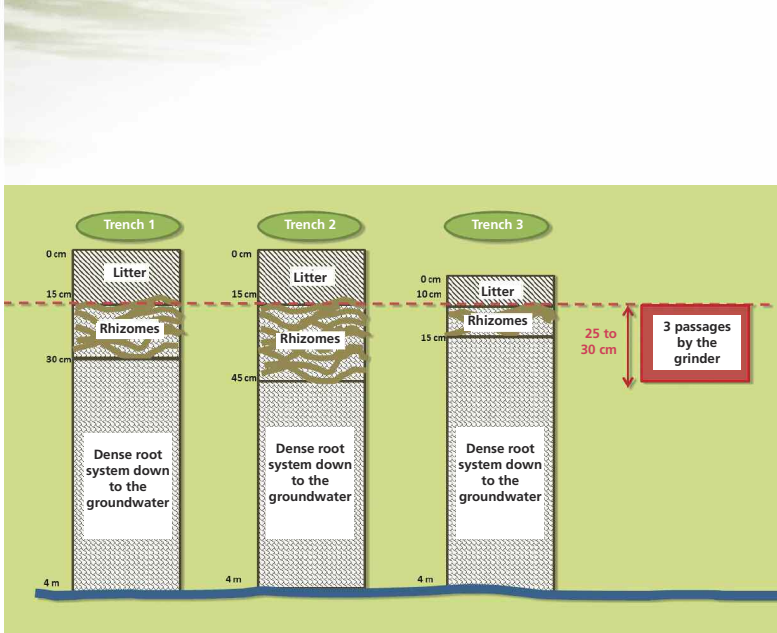 Trench 1
Trench 2
Trench 3
0 cm
Litter
15 cm
Rhizomes
30 cm
Dense root
system down
to the
groundwater
4 m
0 cm
Litter
15 cm
Rhizomes
45 cm
Dense root
system down
to the
groundwater
4 m
0 cm
10 cm
Litter
Rhizomes
15 cm
Dense root
system down
to the
groundwater
4 m
25 to
30 cm
3 passages
by the
grinder